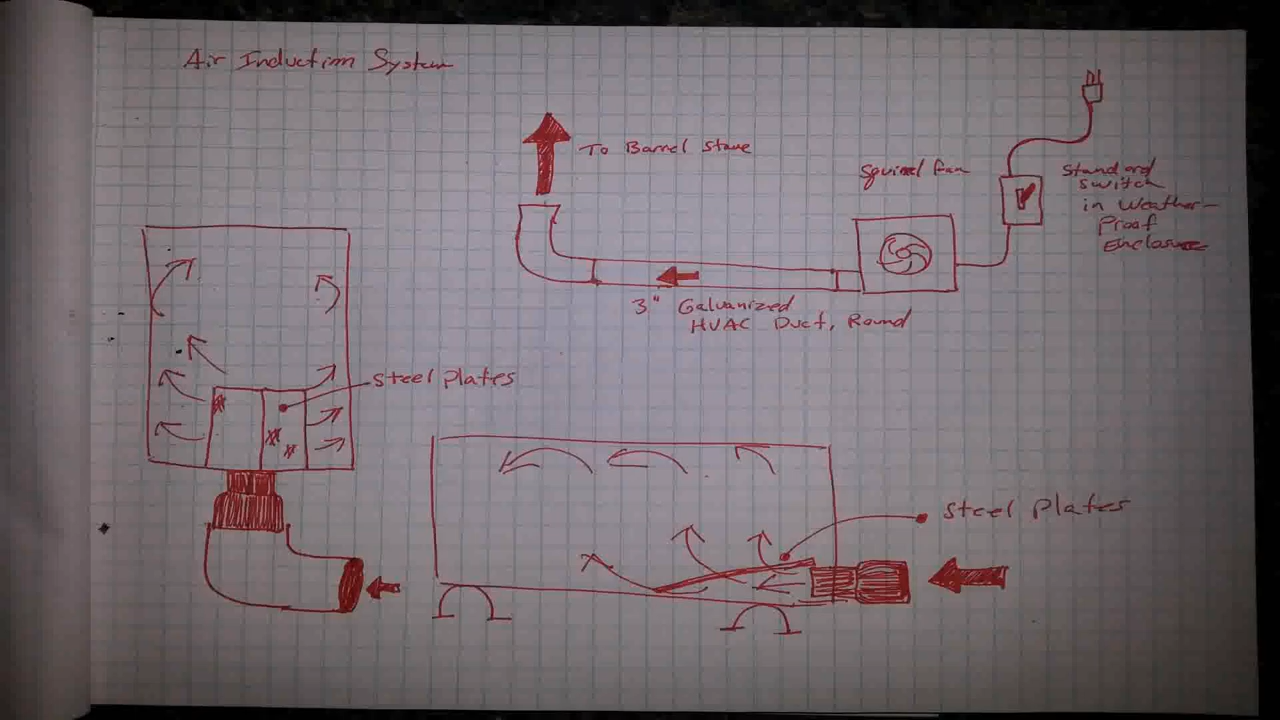 Air Induction System
To Barrel Stove
Squirrel fan
Standard
switch
in Weather-
Proof
Enclosure
3" Galvanized
HVAC Duct, Round
Steel Plates
Steel Plates